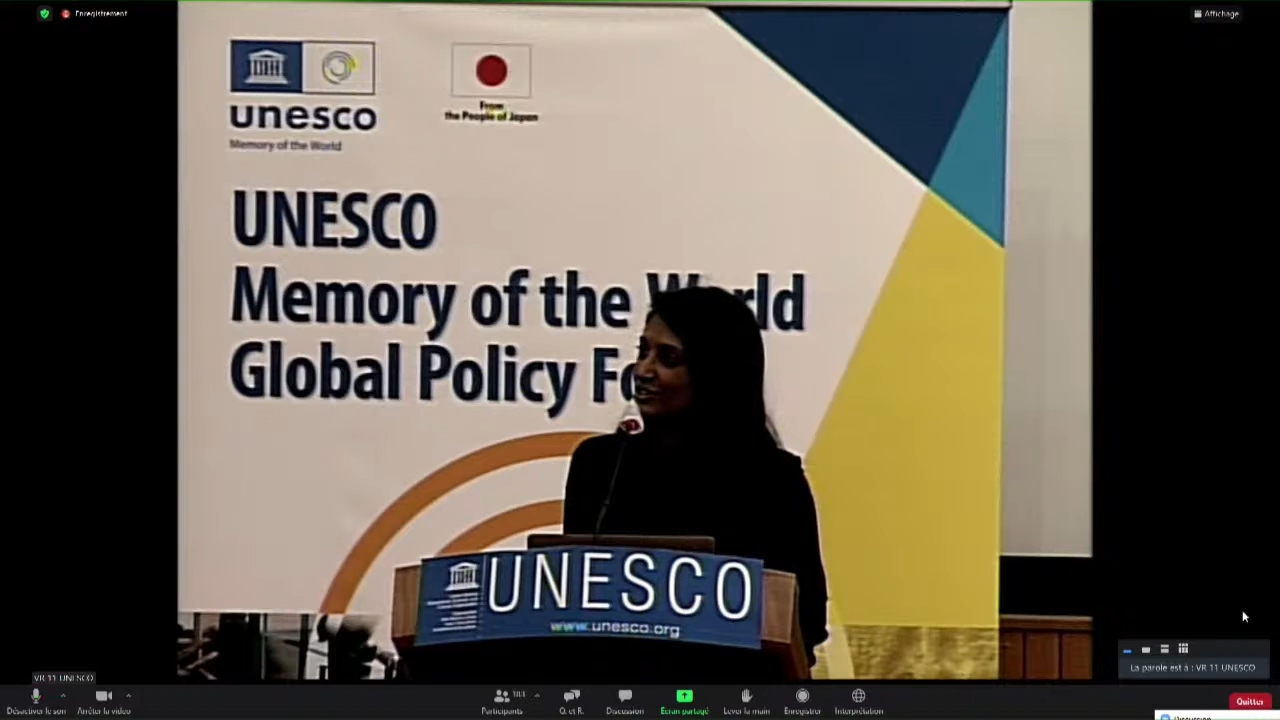 Enregistrement
Affichage
unesco
Memory of the World
From
the People of Japan
UNESCO
Memory of the World
Global Policy Fo
UNESCO
www.unesco.org
VR 11 UNESCO
La parole est à : VR 11 UNESCO
Désactiver le son
Arrêter la vidéo
Participants
Q. et R.
Discussion
Écran partagé
Lever la main
Enregistrer
Interprétation
Quitter
Discussion